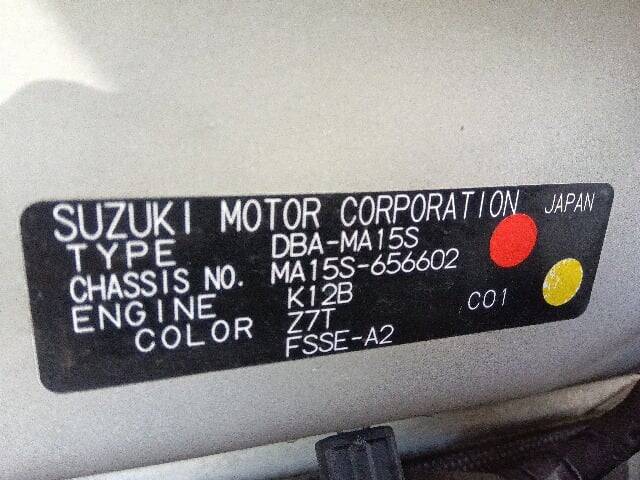 SUZUKI MOTOR CORPORATION JAPAN
TYPE DBA-MA15S
CHASSIS NO. MA15S-656602
ENGINE K12B C01
COLOR Z7T
FSSE-A2